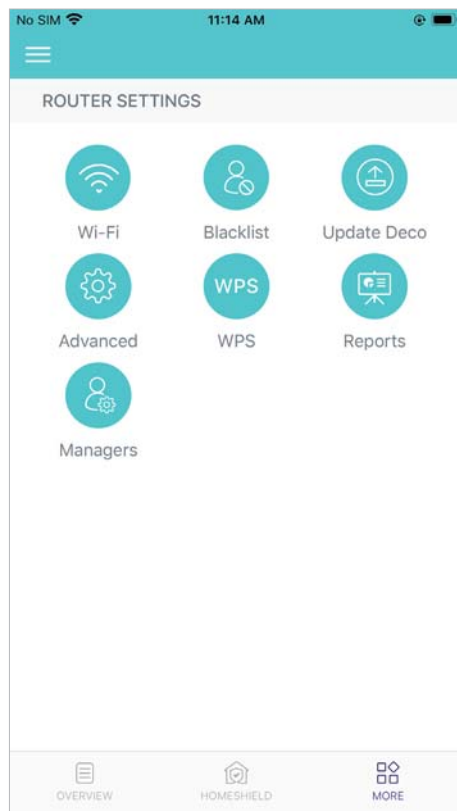 No SIM 11:14 AM
ROUTER SETTINGS
Wi-Fi Blacklist Update Deco
WPS
Advanced WPS Reports
Managers
OVERVIEW HOMESHIELD MORE